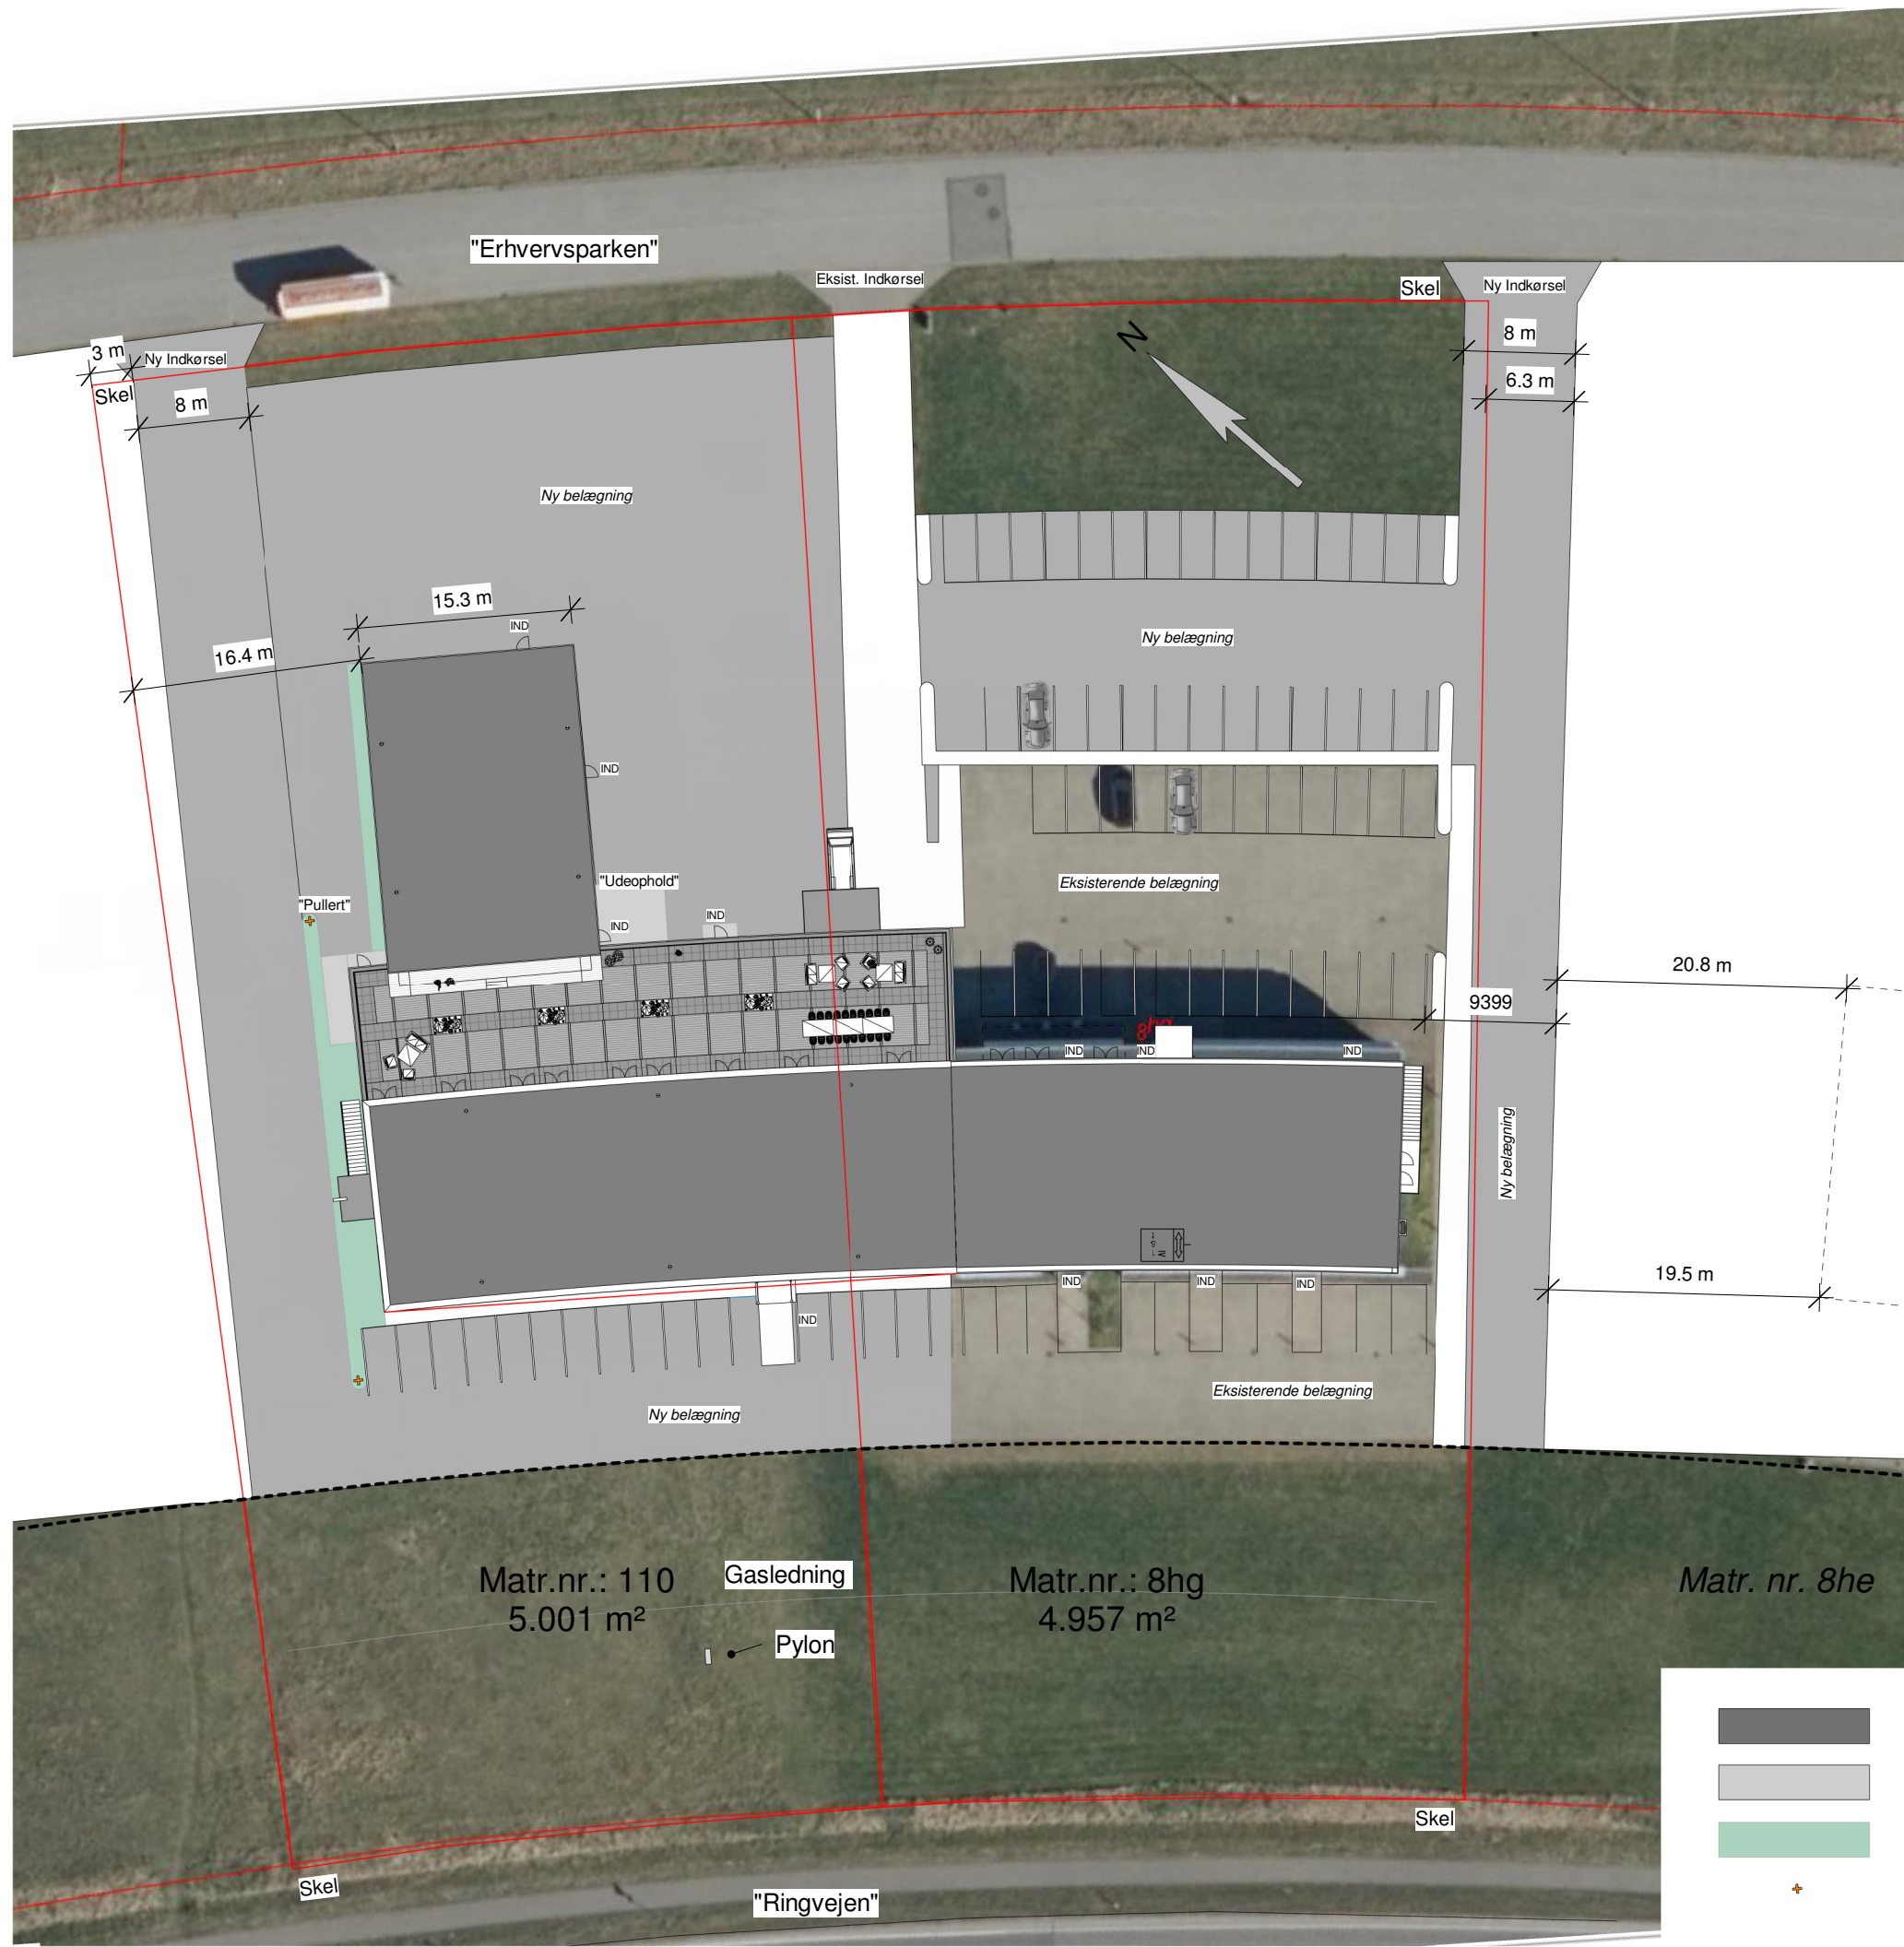 "Erhvervsparken"
Eksist. Indkørsel
Skel
Ny Indkørsel
3 m
Ny Indkørsel
Skel
8 m
N
8 m
6.3 m
Ny belægning
15.3 m
IND
16.4 m
Ny belægning
IND
"Udeophold"
"Pullert"
IND
IND
Eksisterende belægning
20.8 m
9399
8hg
IND
IND
IND
Ny belægning
19.5 m
IND
IND
IND
IND
Ny belægning
Eksisterende belægning
Matr.nr.: 110
5.001 m²
Gasledning
Matr.nr.: 8hg
4.957 m²
Matr. nr. 8he
Pylon
Skel
Skel
"Ringvejen"